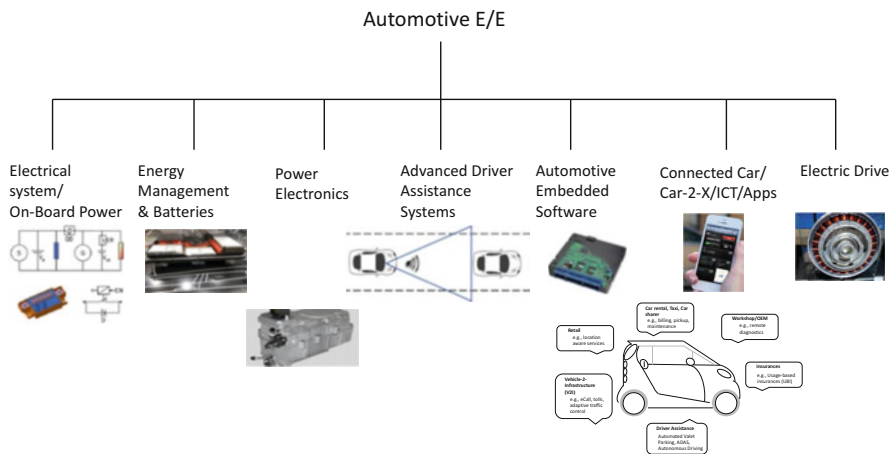 Automotive E/E
Electrical
system/
On-Board Power
Energy
Management
& Batteries
Power
Electronics
Advanced Driver
Assistance
Systems
Automotive
Embedded
Software
Connected Car/
Car-2-X/ICT/Apps
Electric Drive
Car rental, Taxi, Car
sharer
e.g., billing, pickup,
maintenance
Workshop/OEM
e.g., remote
diagnostics
Retail
e.g., location
aware services
Insurances
e.g., Usage-based
insurances (UBI)
Vehicle-2-
Infrastructure
(V2I)
e.g., eCall, tolls,
adaptive traffic
control
Driver Assistance
Automated Valet
Parking, ADAS,
Autonomous Driving